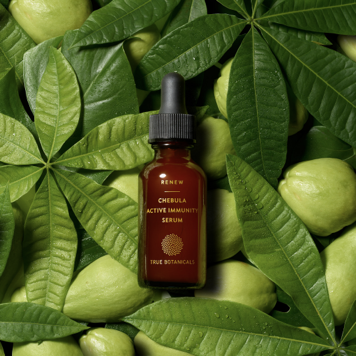 RENEW
CHEBULA
ACTIVE IMMUNITY
SERUM
TRUE BOTANICALS